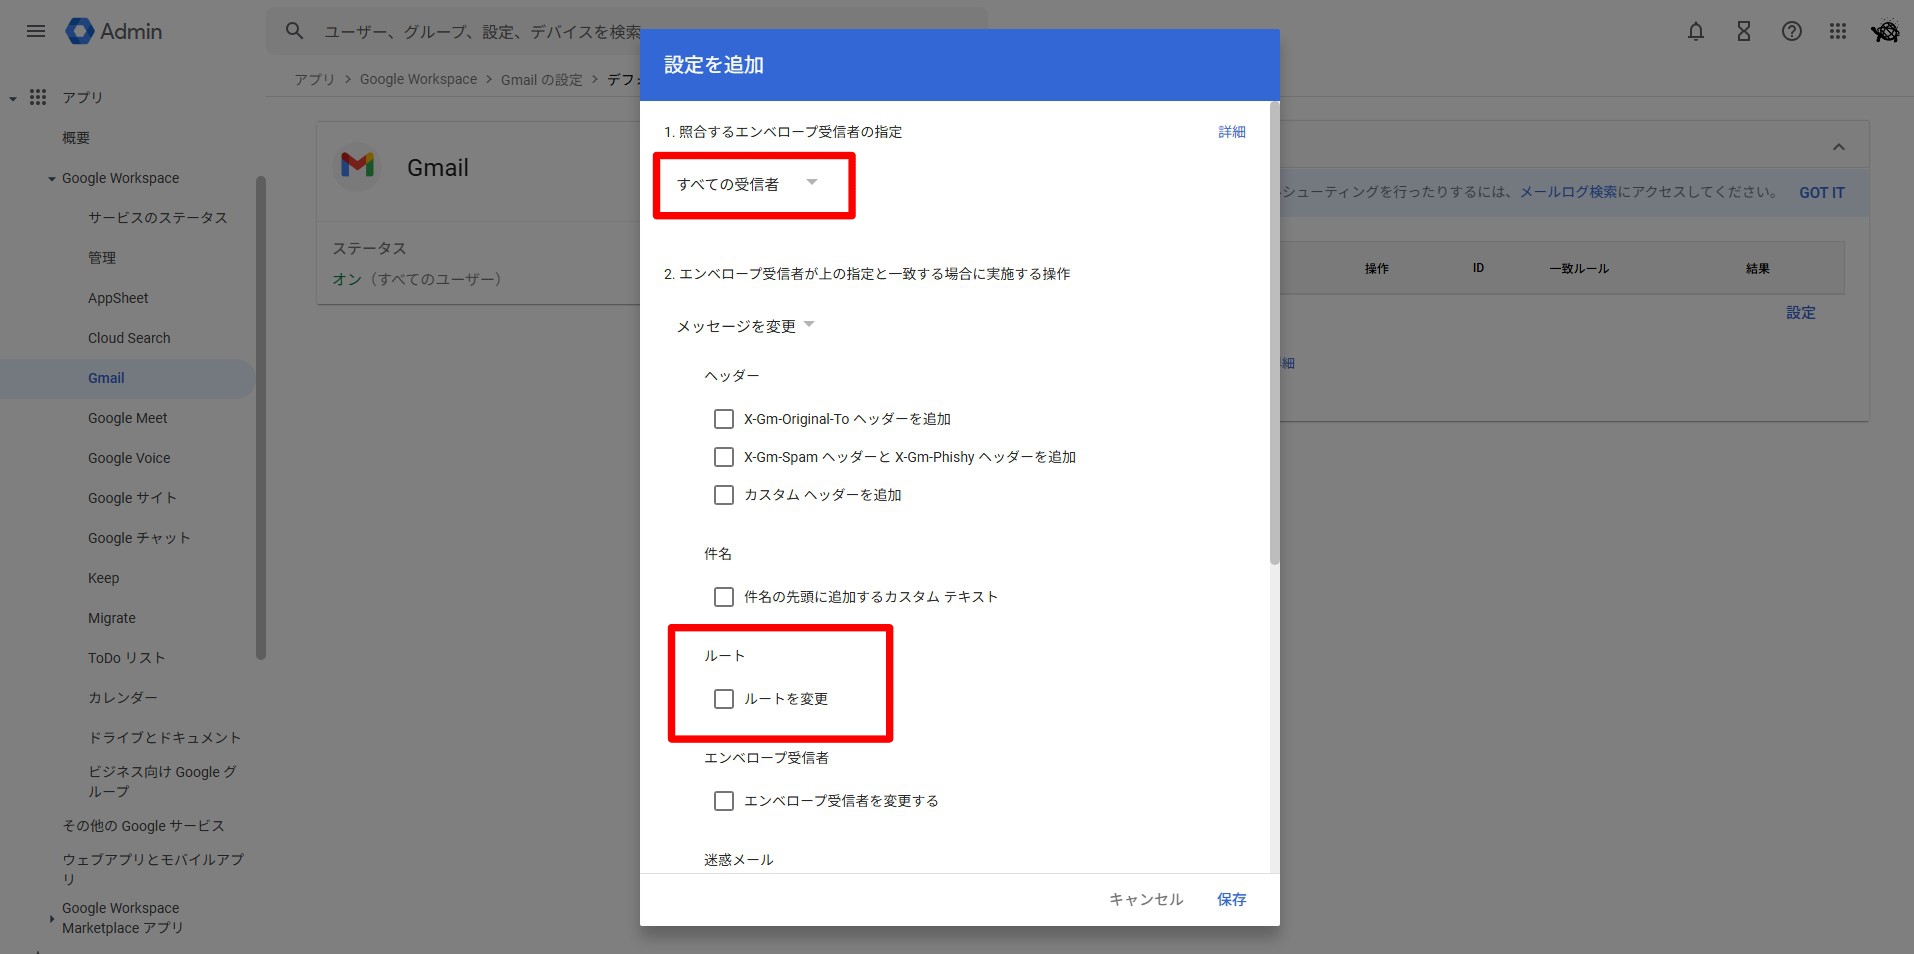 Admin
ユーザー、グループ、設定、デバイスを検索
アプリ > Google Workspace > Gmail の設定 > デフ
アプリ
概要
Google Workspace
サービスのステータス
管理
AppSheet
Cloud Search
Gmail
Google Meet
Google Voice
Google サイト
Google チャット
Keep
Migrate
ToDo リスト
カレンダー
ドライブとドキュメント
ビジネス向け Google グ
ループ
その他の Google サービス
ウェブアプリとモバイルアプ
リ
Google Workspace
Marketplace アプリ
Gmail
ステータス
オン（すべてのユーザー）
設定を追加
1. 照合するエンベロープ受信者の指定
詳細
すべての受信者
2. エンベロープ受信者が上の指定と一致する場合に実施する操作
メッセージを変更
ヘッダー
X-Gm-Original-To ヘッダーを追加
X-Gm-Spam ヘッダーと X-Gm-Phishy ヘッダーを追加
カスタム ヘッダーを追加
件名
件名の先頭に追加するカスタム テキスト
ルート
ルートを変更
エンベロープ受信者
エンベロープ受信者を変更する
迷惑メール
キャンセル
保存
シューティングを行ったりするには、メールログ検索にアクセスしてください。 GOT IT
操作 ID 一致ルール 結果
設定
細